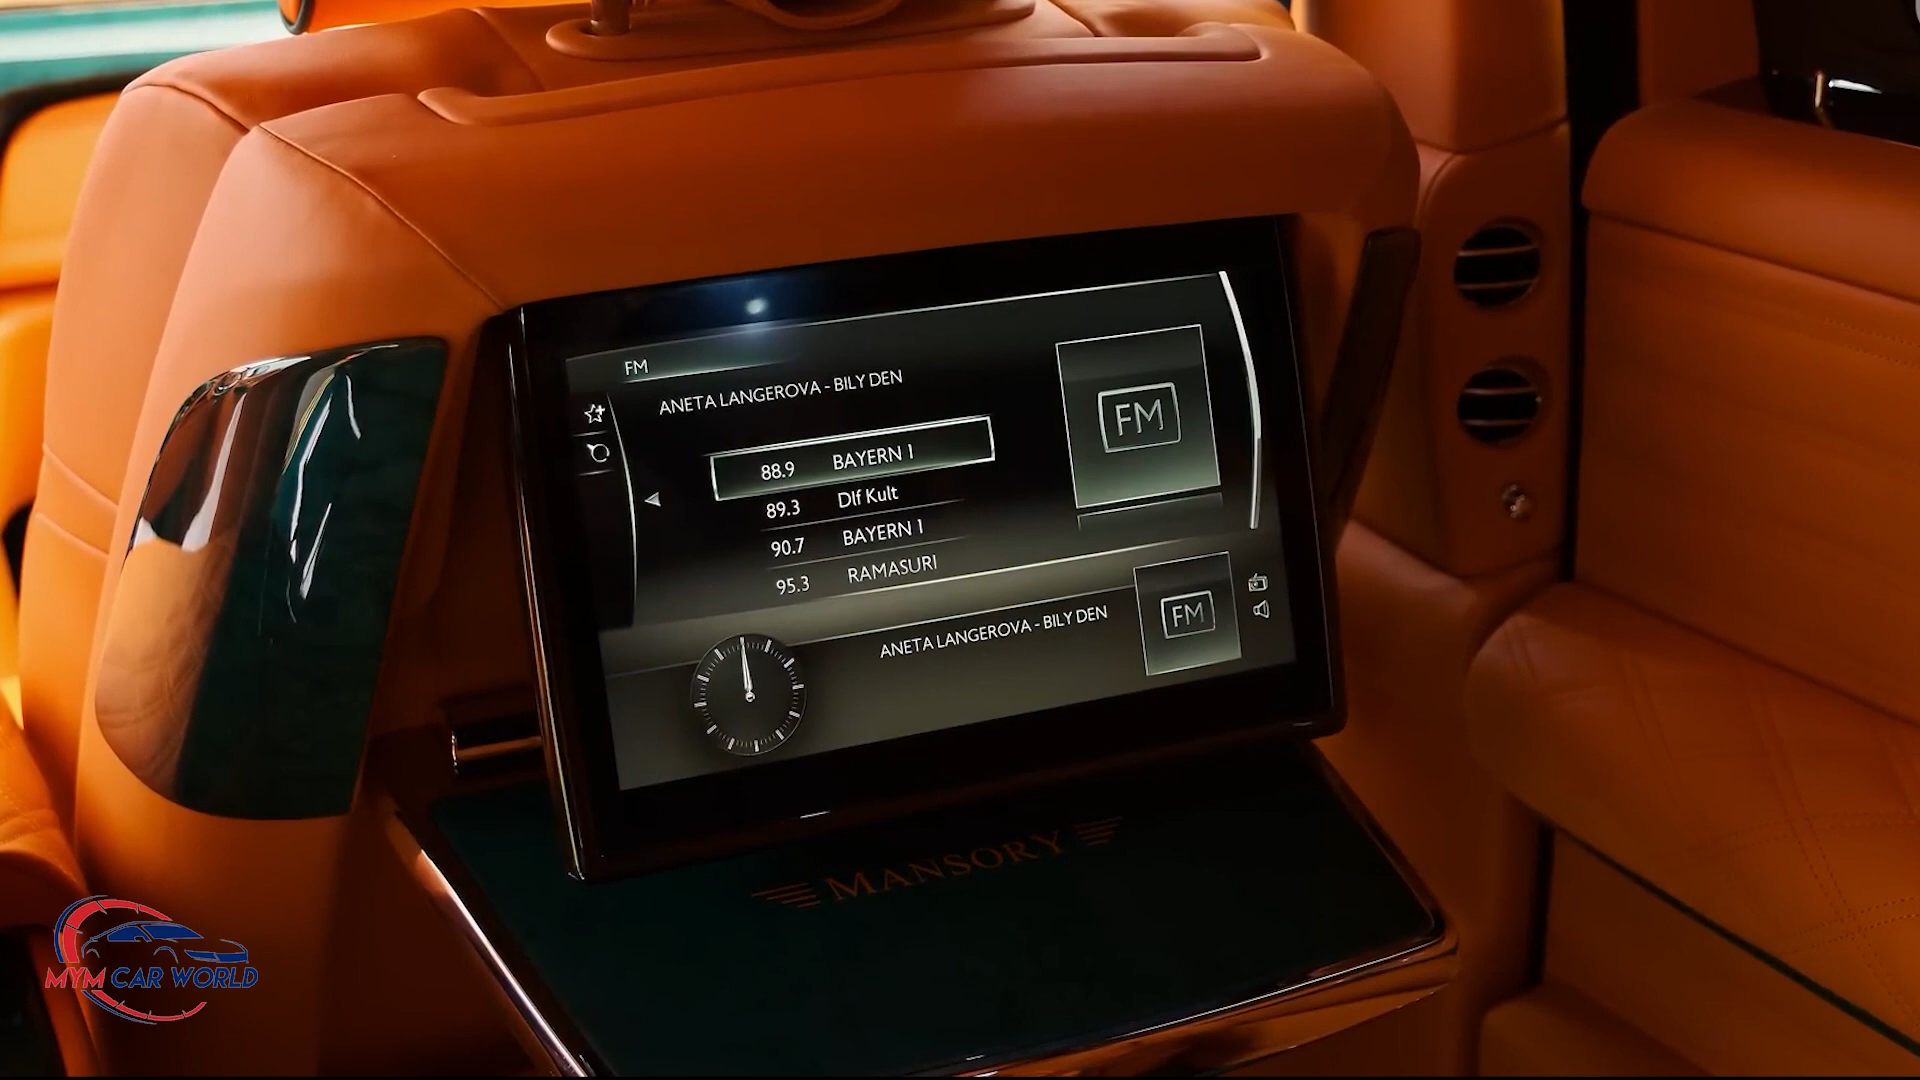 FM
ANETA LANGEROVA - BILY DEN
FM
88.9 BAYERN 1
89.3 Dlf Kult
90.7 BAYERN 1
95.3 RAMASURI
ANETA LANGEROVA - BILY DEN
FM
MANSORY
MYM CAR WORLD